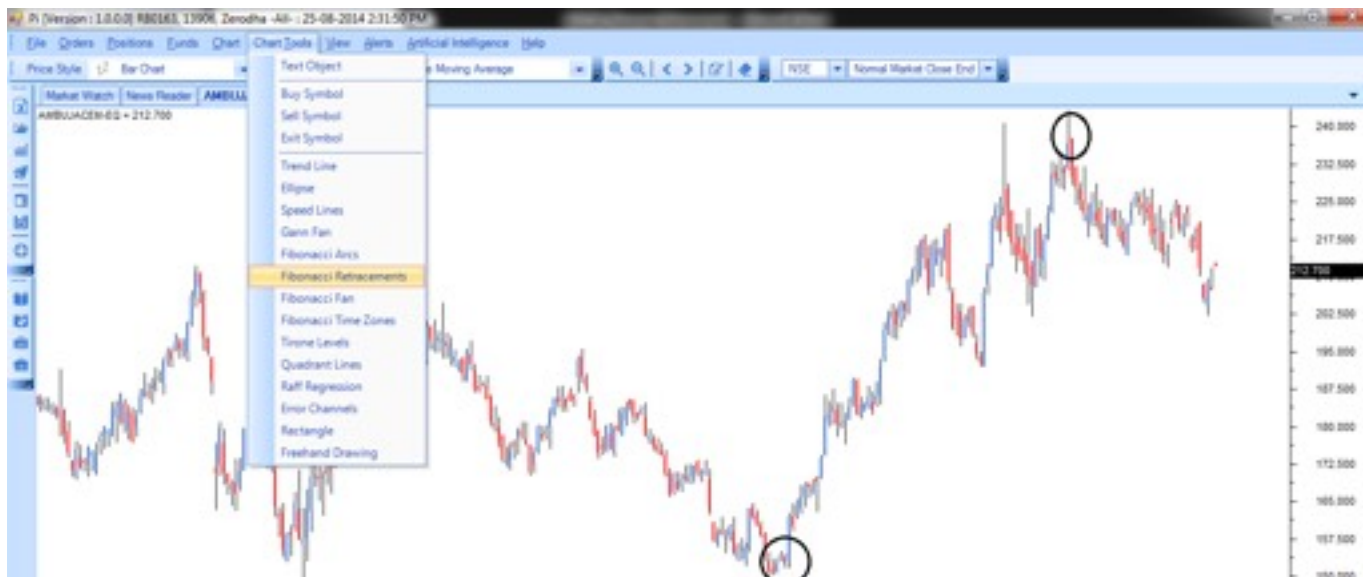 Pi [Version : 1.0.0.0] RB0163, 13906, Zerodha -All- : 25-08-2014 2:31:50 PM
File Orders Positions Funds Chart Chart Tools View Alerts Artificial Intelligence Help
Price Style Bar Chart Moving Average NSE Normal Market Close End
Market Watch News Reader AMBUJA
AMBUJACEM-EQ = 212.700
Text Object
Buy Symbol
Sell Symbol
Exit Symbol
Trend Line
Ellipse
Speed Lines
Gann Fan
Fibonacci Arcs
Fibonacci Retracements
Fibonacci Fan
Fibonacci Time Zones
Tirone Levels
Quadrant Lines
Raff Regression
Error Channels
Rectangle
Freehand Drawing
240.000
232.500
225.000
217.500
212.700
202.500
195.000
187.500
180.000
172.500
165.000
157.500
150.000